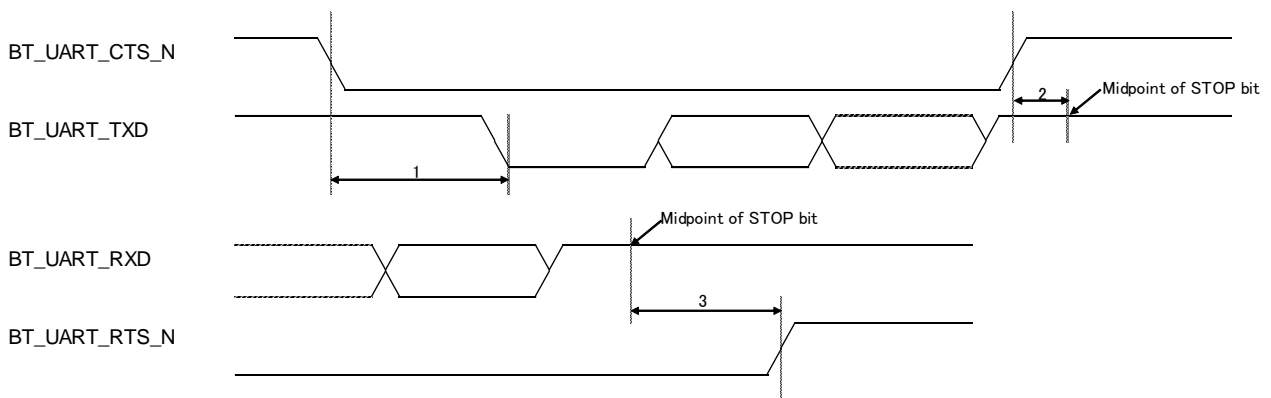 BT_UART_CTS_N
2
Midpoint of STOP bit
BT_UART_TXD
1
Midpoint of STOP bit
BT_UART_RXD
3
BT_UART_RTS_N